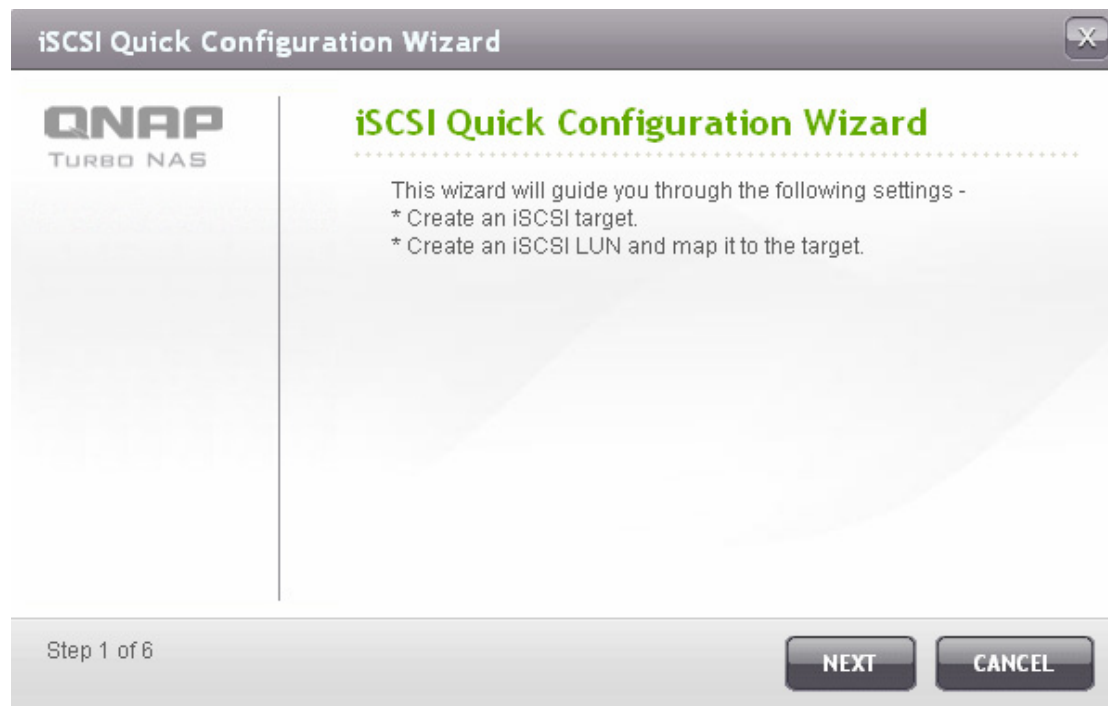 iSCSI Quick Configuration Wizard
X
QNAP
TURBO NAS
iSCSI Quick Configuration Wizard
This wizard will guide you through the following settings -
* Create an iSCSI target.
* Create an iSCSI LUN and map it to the target.
Step 1 of 6
NEXT
CANCEL